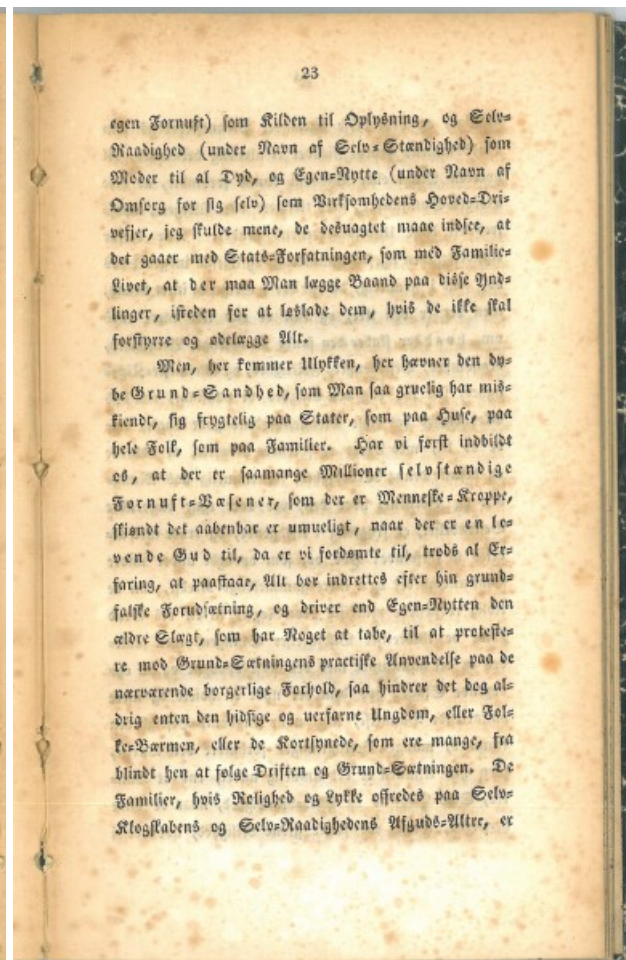 23
egen Fornuft) som Kilden til Oplysning, og Selv-
Raadighed (under Navn af Selv-Stændighed) som
Moder til al Dyd, og Egen-Nytte (under Navn af
Omsorg for sig selv) som Virksomhedens Hoved-Dri-
vefjer, jeg skulde mene, de desuagtet maae indsee, at
det gaaer med Stats-Forfatningen, som med Familie-
Livet, at der maa Man lægge Baand paa disse Ynd-
linger, isteden for at løslade dem, hvis de ikke skal
forstyrre og ødelægge Alt.
Men, her kommer Ulykken, her hævner den dy-
be Grund-Sandhed, som Man saa gruelig har mis-
kiendt, sig frygtelig paa Stater, som paa Huse, paa
hele Folk, som paa Familier. Har vi først indbildt
os, at der er saamange Millioner selvstændige
Fornuft-Væsener, som der er Menneske-Kroppe,
skiøndt det aabenbar er umueligt, naar der er en le-
vende Gud til, da er vi fordømte til, trods al Er-
faring, at paastaae, Alt bør indrettes efter hin grund-
falske Forudsætning, og driver end Egen-Nytten den
ældre Slægt, som har Noget at tabe, til at proteste-
re mod Grund-Sætningens practiske Anvendelse paa de
nærværende borgerlige Forhold, saa hindrer det dog al-
drig enten den hidsige og uerfarne Ungdom, eller Fol-
ke-Bærmen, eller de Kortsynede, som ere mange, fra
blindt hen at følge Driften og Grund-Sætningen. De
Familier, hvis Rolighed og Lykke offredes paa Selv-
Klogskabens og Selv-Raadighedens Afguds-Altre, er